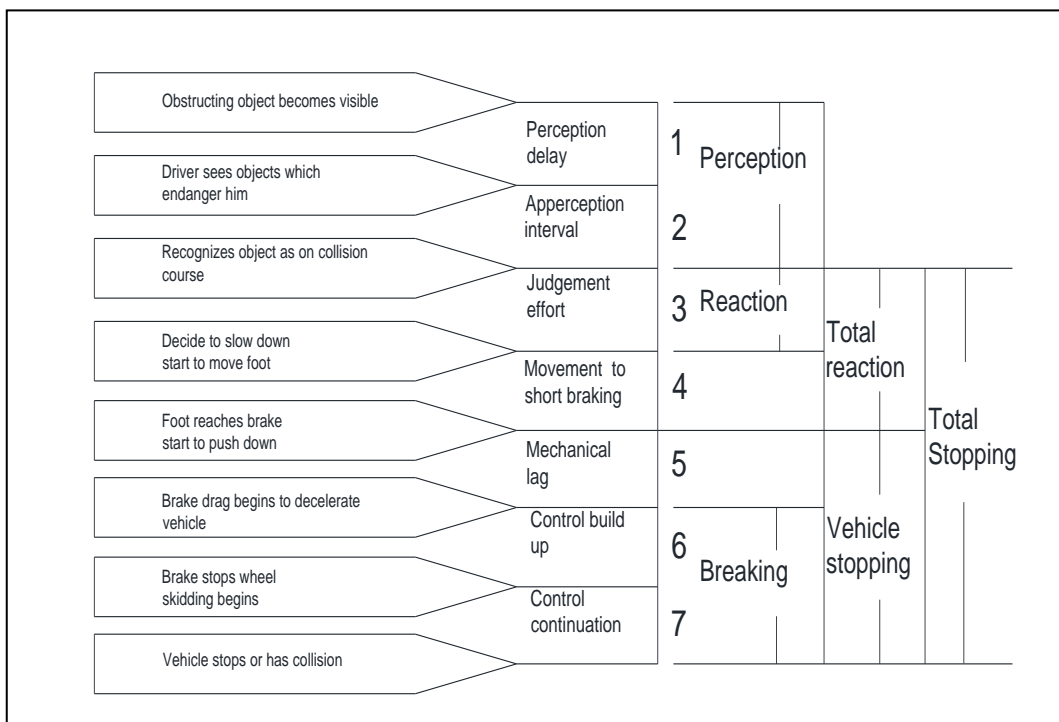 Obstructing object becomes visible
Driver sees objects which
endanger him
Recognizes object as on collision
course
Decide to slow down
start to move foot
Foot reaches brake
start to push down
Brake drag begins to decelerate
vehicle
Brake stops wheel
skidding begins
Vehicle stops or has collision
Perception
delay
Apperception
interval
Judgement
effort
Movement to
short braking
Mechanical
lag
Control build
up
Control
continuation
1
2
3
4
5
6
7
Perception
Reaction
Breaking
Total
reaction
Vehicle
stopping
Total
Stopping